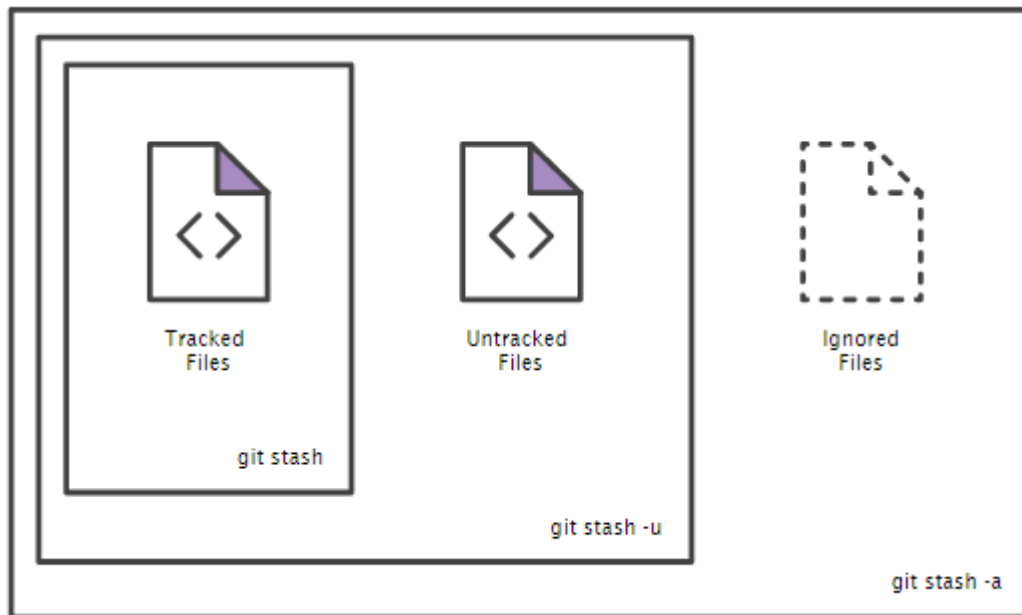 Tracked
Files
Untracked
Files
Ignored
Files
git stash
git stash -u
git stash -a